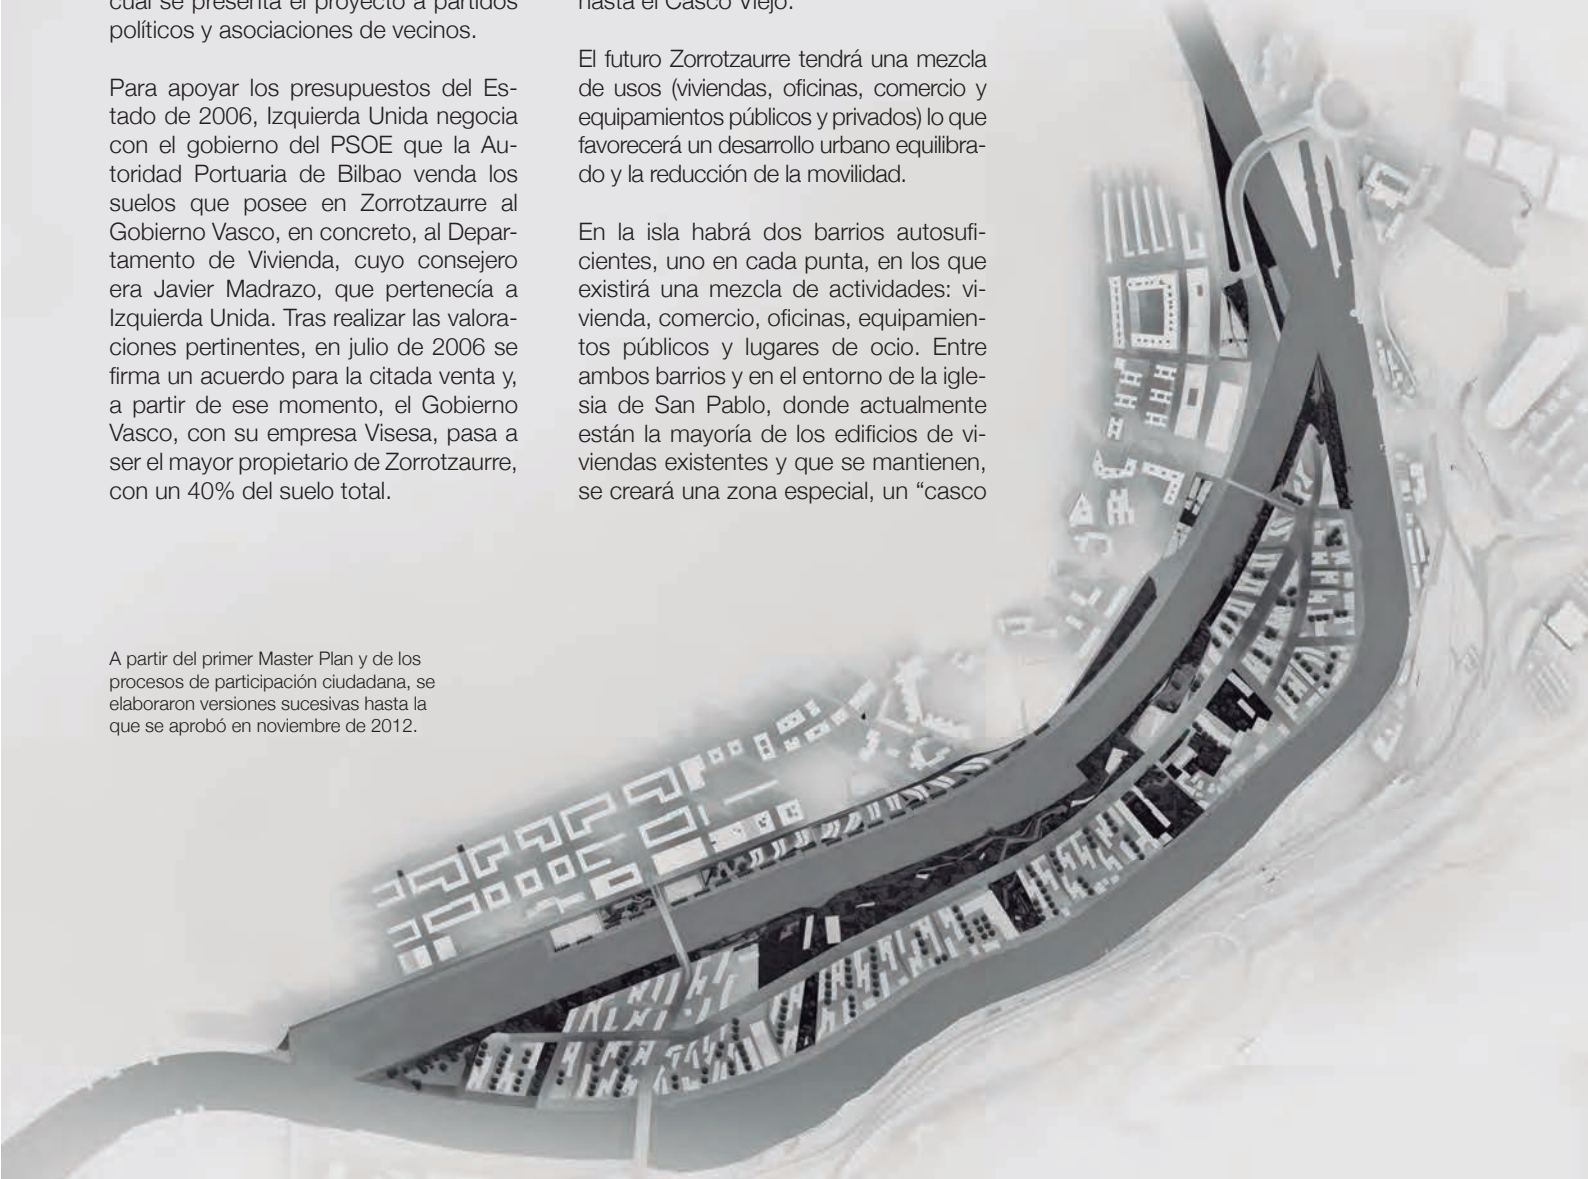 cual se presenta el proyecto a partidos
políticos y asociaciones de vecinos.
Para apoyar los presupuestos del Es-
tado de 2006, Izquierda Unida negocia
con el gobierno del PSOE que la Au-
toridad Portuaria de Bilbao venda los
suelos que posee en Zorrotzaurre al
Gobierno Vasco, en concreto, al Depar-
tamento de Vivienda, cuyo consejero
era Javier Madrazo, que pertenecía a
Izquierda Unida. Tras realizar las valora-
ciones pertinentes, en julio de 2006 se
firma un acuerdo para la citada venta y,
a partir de ese momento, el Gobierno
Vasco, con su empresa Visesa, pasa a
ser el mayor propietario de Zorrotzaurre,
con un 40% del suelo total.
A partir del primer Master Plan y de los
procesos de participación ciudadana, se
elaboraron versiones sucesivas hasta la
que se aprobó en noviembre de 2012.
hasta el Casco Viejo.
El futuro Zorrotzaurre tendrá una mezcla
de usos (viviendas, oficinas, comercio y
equipamientos públicos y privados) lo que
favorecerá un desarrollo urbano equilibra-
do y la reducción de la movilidad.
En la isla habrá dos barrios autosufi-
cientes, uno en cada punta, en los que
existirá una mezcla de actividades: vi-
vienda, comercio, oficinas, equipamien-
tos públicos y lugares de ocio. Entre
ambos barrios y en el entorno de la igle-
sia de San Pablo, donde actualmente
están la mayoría de los edificios de vi-
viendas existentes y que se mantienen,
se creará una zona especial, un “casco